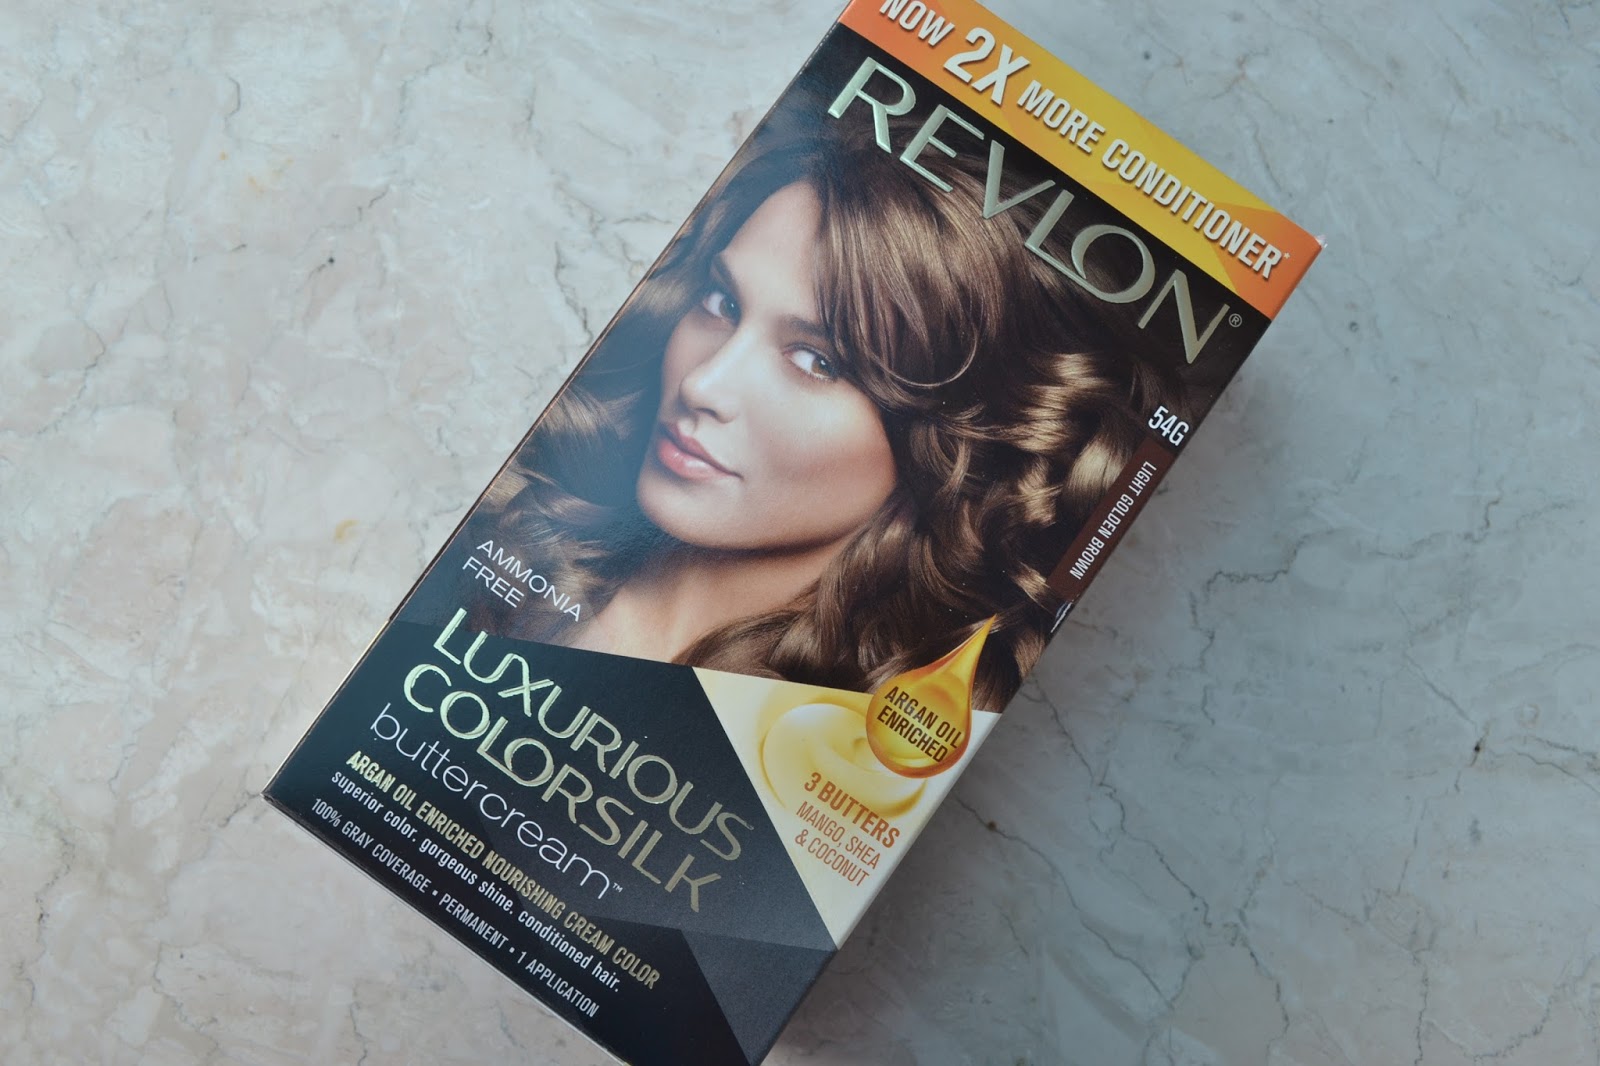 NOW 2X MORE CONDITIONER*
REVLON®
54G
LIGHT GOLDEN BROWN
AMMONIA
FREE
LUXURIOUS
COLORSILK
buttercream™
ARGAN OIL ENRICHED NOURISHING CREAM COLOR
superior color. gorgeous shine. conditioned hair.
100% GRAY COVERAGE • PERMANENT • 1 APPLICATION
ARGAN OIL
ENRICHED
3 BUTTERS
MANGO, SHEA
& COCONUT